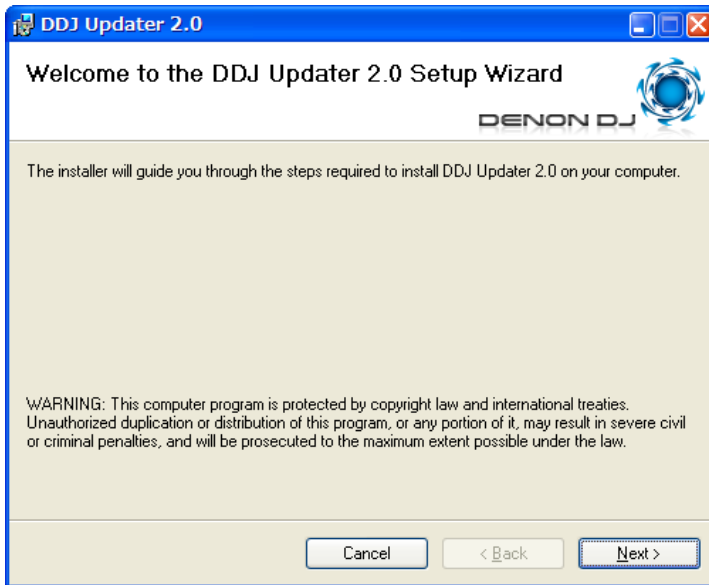 DDJ Updater 2.0
Welcome to the DDJ Updater 2.0 Setup Wizard
DENON DJ
The installer will guide you through the steps required to install DDJ Updater 2.0 on your computer.
WARNING: This computer program is protected by copyright law and international treaties.
Unauthorized duplication or distribution of this program, or any portion of it, may result in severe civil
or criminal penalties, and will be prosecuted to the maximum extent possible under the law.
Cancel < Back Next >